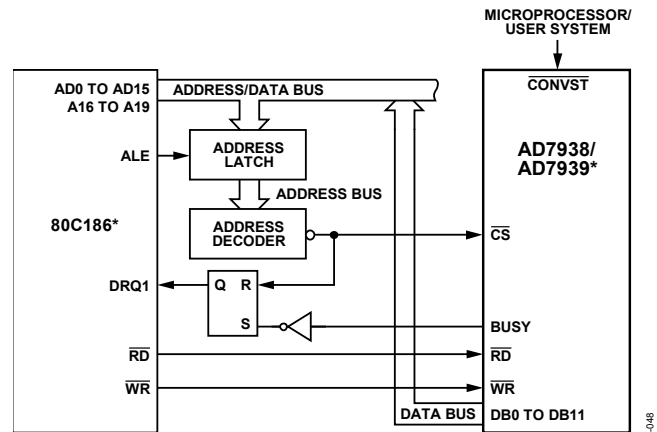 MICROPROCESSOR/
USER SYSTEM
AD0 TO AD15
A16 TO A19
ADDRESS/DATA BUS
CONVST
ALE
ADDRESS
LATCH
AD7938/
AD7939*
ADDRESS BUS
80C186*
ADDRESS
DECODER
CS
DRQ1
Q R
S
BUSY
RD
RD
WR
WR
DATA BUS
DB0 TO DB11
-048